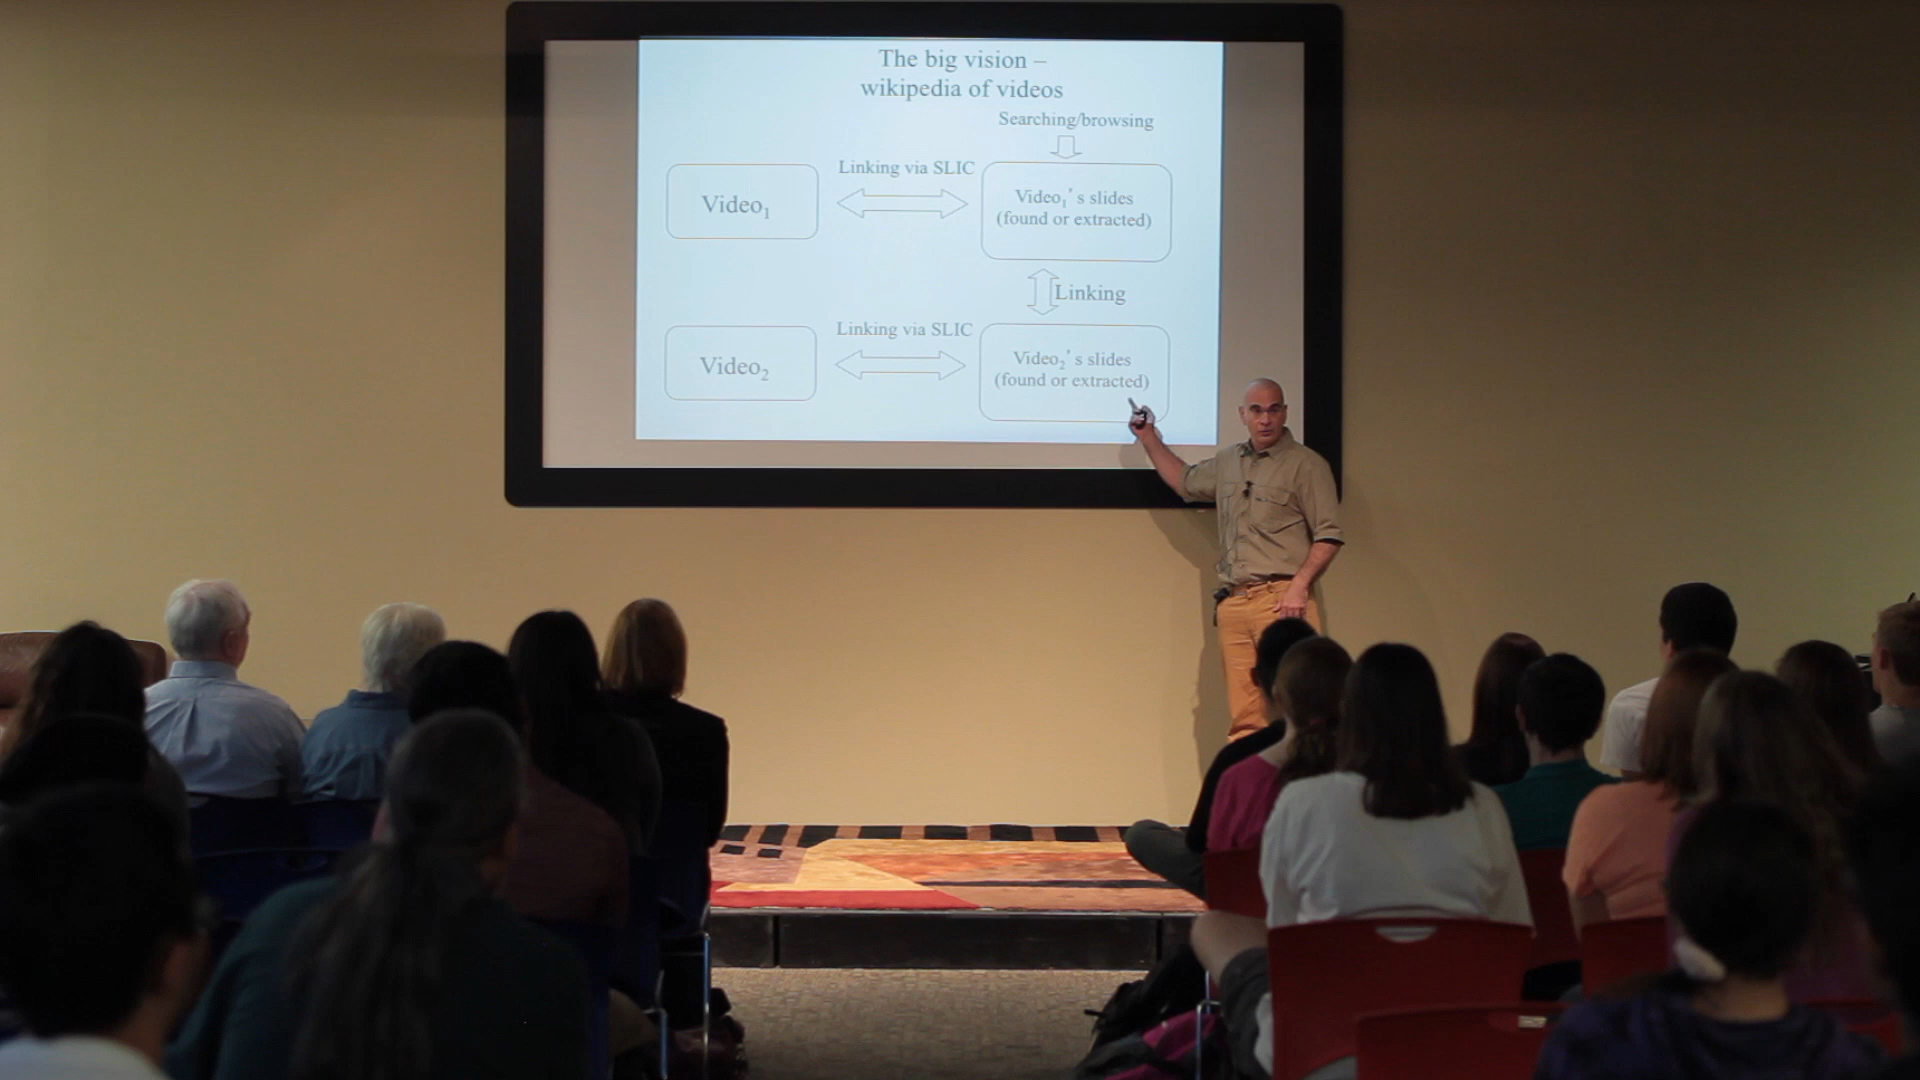 The big vision –
wikipedia of videos
Searching/browsing
Linking via SLIC
Video₁
Video₁'s slides
(found or extracted)
Linking
Linking via SLIC
Video₂
Video₂'s slides
(found or extracted)